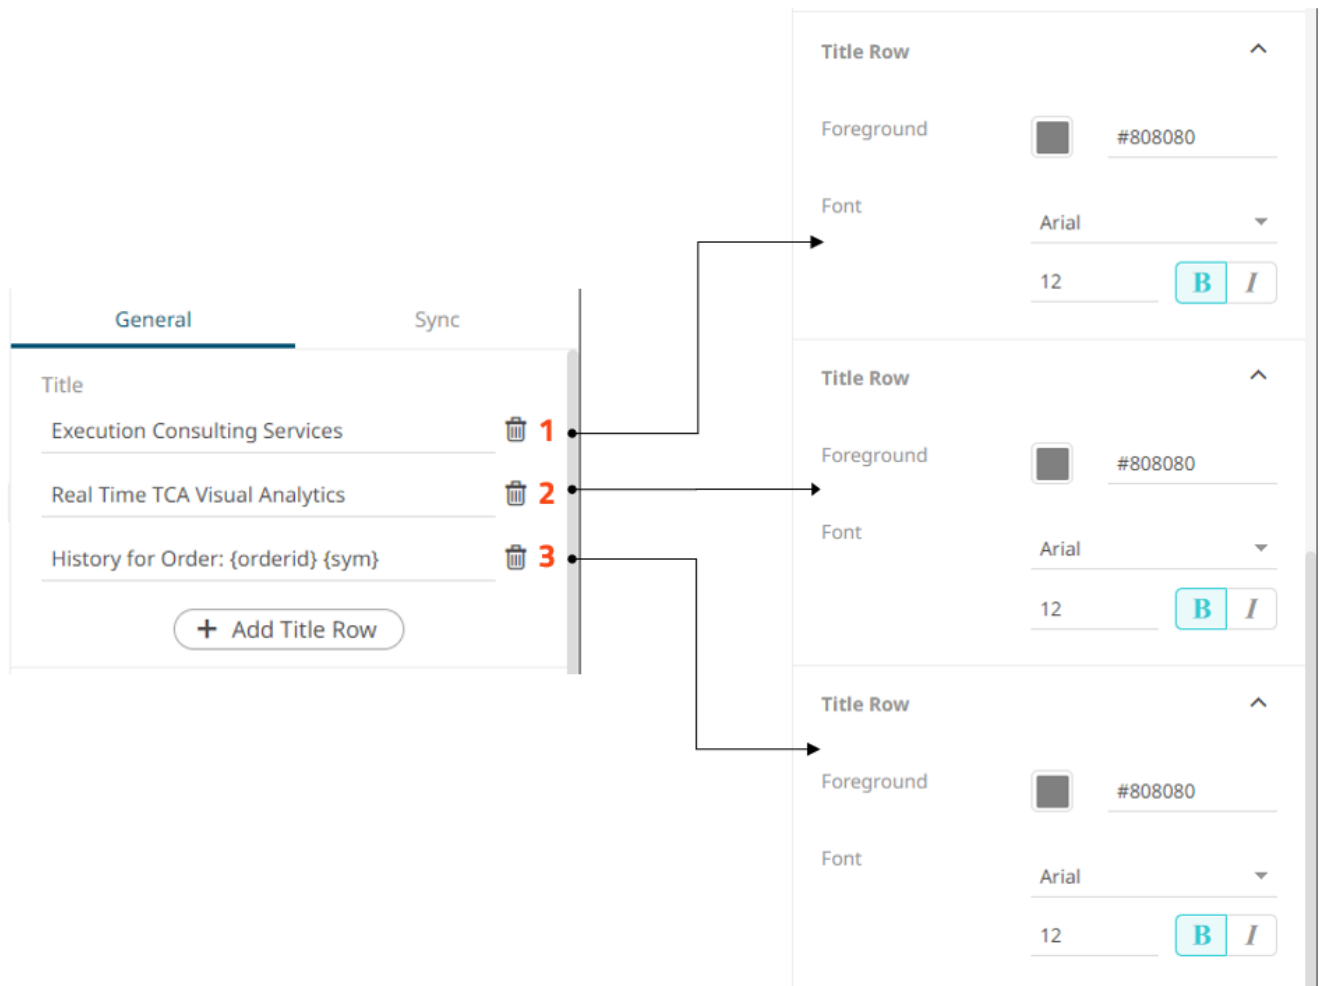 General Sync
Title
Execution Consulting Services 1
Real Time TCA Visual Analytics 2
History for Order: {orderid} {sym} 3
+ Add Title Row
Title Row
Foreground #808080
Font
Arial
12 B I
Title Row
Foreground #808080
Font
Arial
12 B I
Title Row
Foreground #808080
Font
Arial
12 B I